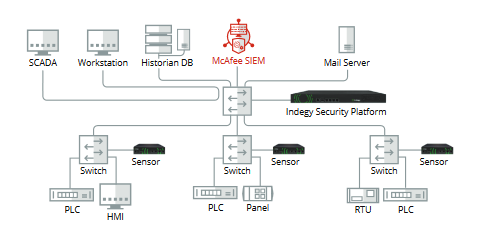 SCADA
Workstation
Historian DB
McAfee SIEM
Mail Server
Indegy Security Platform
Switch
Sensor
Switch
Sensor
Switch
Sensor
PLC
HMI
PLC
Panel
RTU
PLC